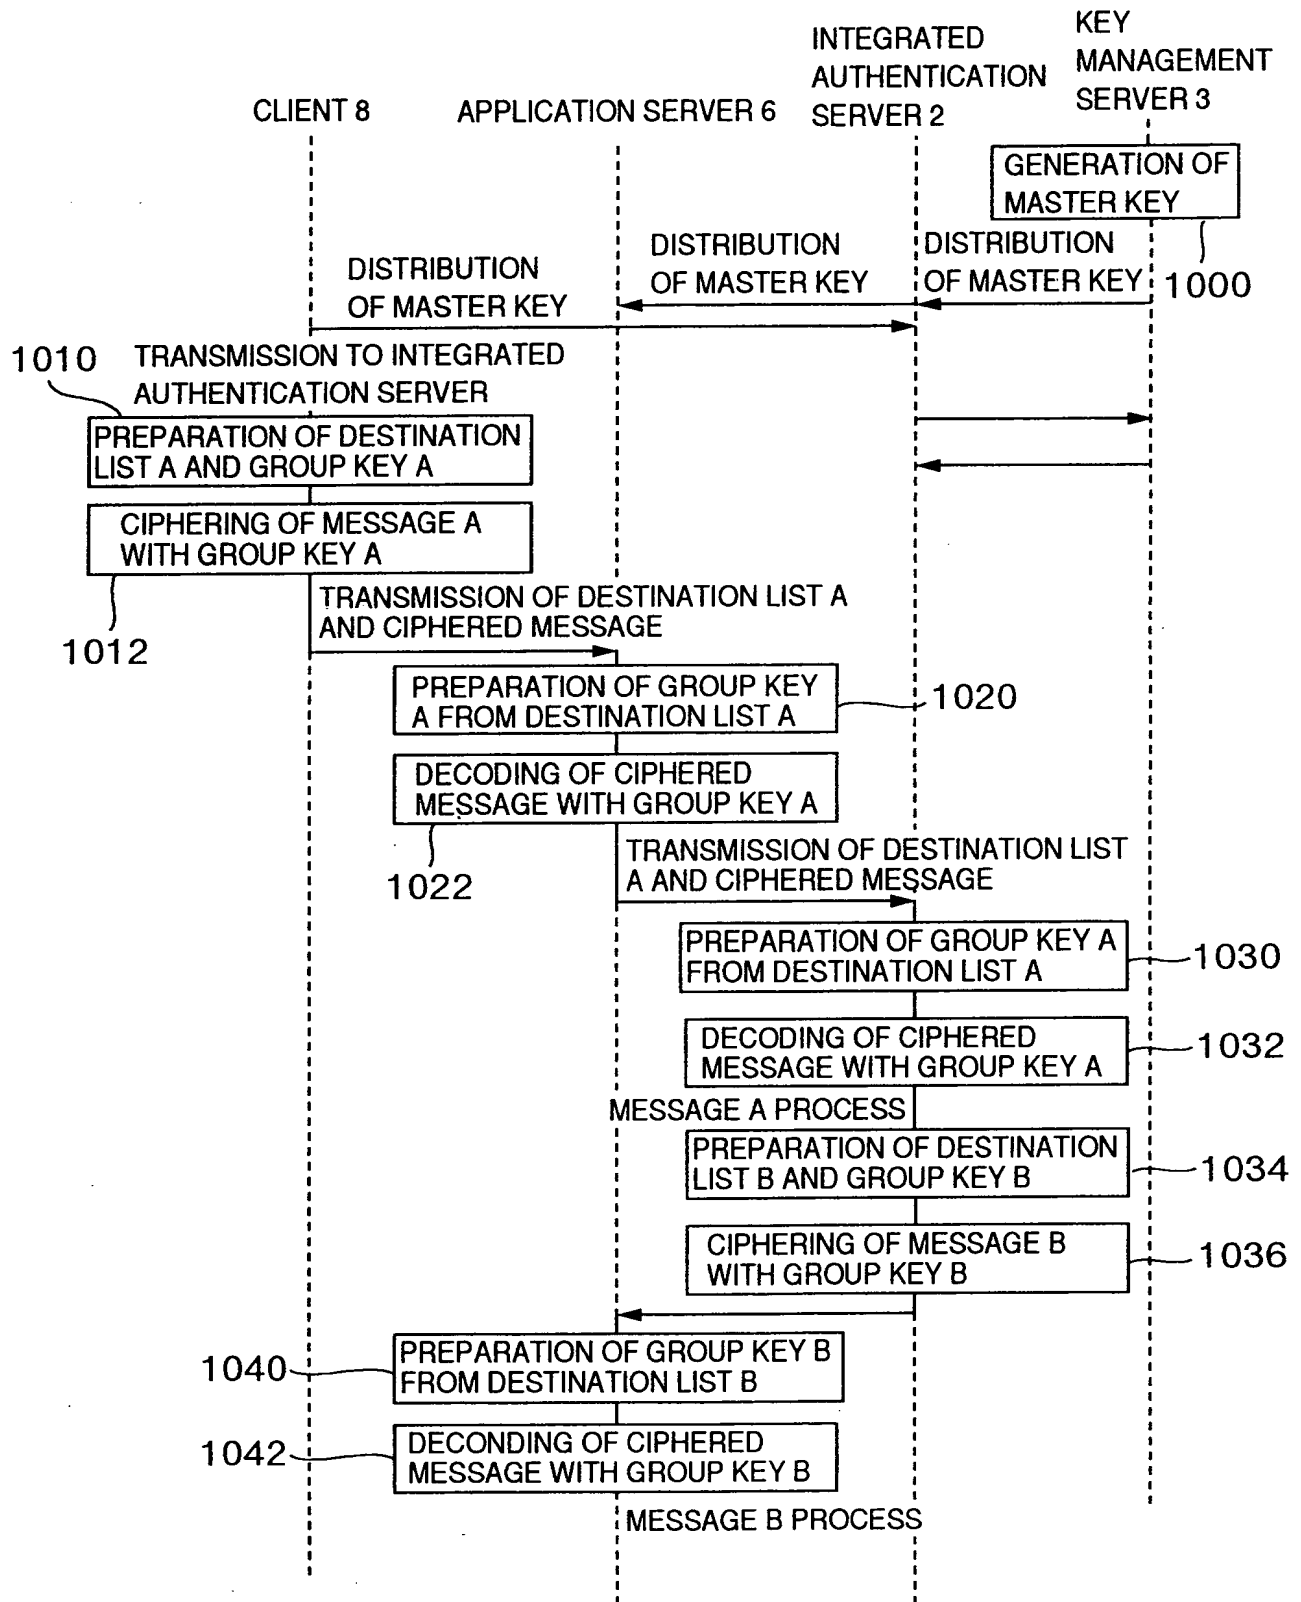 KEY
MANAGEMENT
SERVER 3
INTEGRATED
AUTHENTICATION
SERVER 2
CLIENT 8
APPLICATION SERVER 6
GENERATION OF
MASTER KEY
1000
DISTRIBUTION
OF MASTER KEY
DISTRIBUTION
OF MASTER KEY
DISTRIBUTION
OF MASTER KEY
1010
TRANSMISSION TO INTEGRATED
AUTHENTICATION SERVER
PREPARATION OF DESTINATION
LIST A AND GROUP KEY A
CIPHERING OF MESSAGE A
WITH GROUP KEY A
1012
TRANSMISSION OF DESTINATION LIST A
AND CIPHERED MESSAGE
PREPARATION OF GROUP KEY
A FROM DESTINATION LIST A
1020
DECODING OF CIPHERED
MESSAGE WITH GROUP KEY A
1022
TRANSMISSION OF DESTINATION LIST
A AND CIPHERED MESSAGE
PREPARATION OF GROUP KEY A
FROM DESTINATION LIST A
1030
DECODING OF CIPHERED
MESSAGE WITH GROUP KEY A
1032
MESSAGE A PROCESS
PREPARATION OF DESTINATION
LIST B AND GROUP KEY B
1034
CIPHERING OF MESSAGE B
WITH GROUP KEY B
1036
1040
PREPARATION OF GROUP KEY B
FROM DESTINATION LIST B
1042
DECONDING OF CIPHERED
MESSAGE WITH GROUP KEY B
MESSAGE B PROCESS